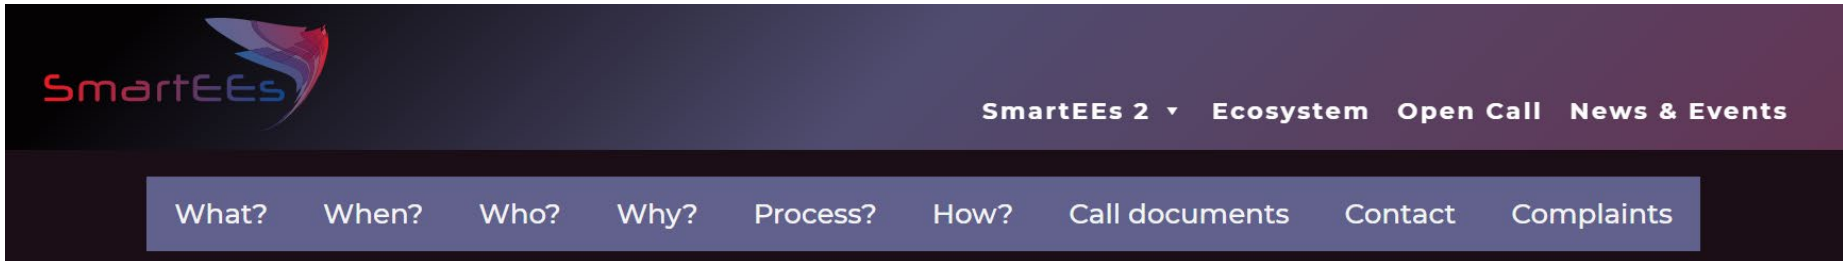 SmartEEs
SmartEEs 2 ▾ Ecosystem Open Call News & Events
What? When? Who? Why? Process? How? Call documents Contact Complaints